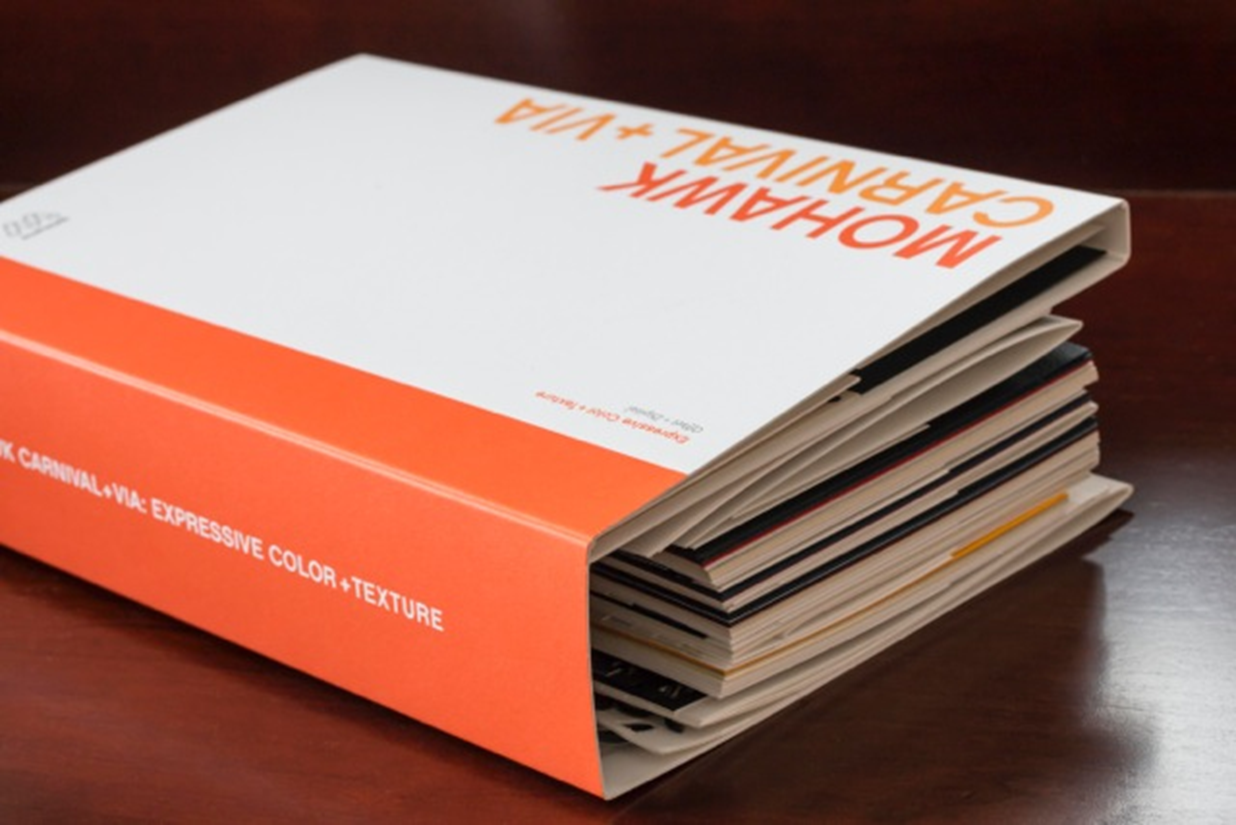 MOHAWK
CARNIVAL + VIA
Expressive Color + Texture
Offset + Digital
CARNIVAL+VIA: EXPRESSIVE COLOR+TEXTURE